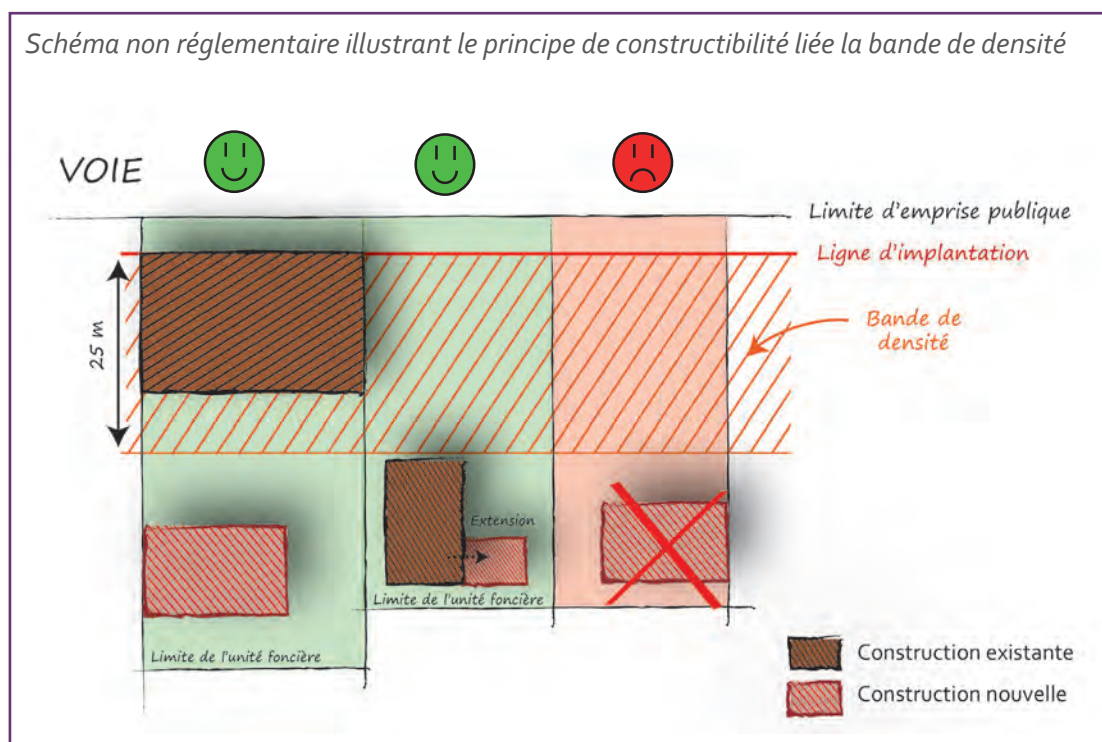 Schéma non réglementaire illustrant le principe de constructibilité liée la bande de densité
VOIE
Limite d'emprise publique
Ligne d'implantation
25 m
Bande de
densité
Extension
Limite de l'unité foncière
Limite de l'unité foncière
Construction existante
Construction nouvelle